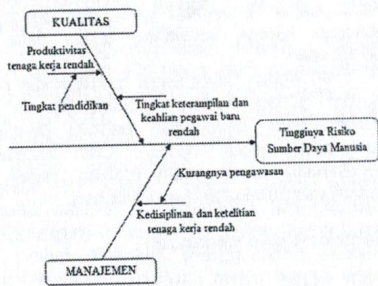 KUALITAS
Produktivitas
tenaga kerja rendah
Tingkat pendidikan
Tingkat keterampilan dan
keahlian pegawai baru
rendah
Tinggiuya Risiko
Sumber Daya Manusia
Kurangnya pengawasan
Kedisiplinan dan ketelitian
tenaga kerja rendah
MANAJEMEN